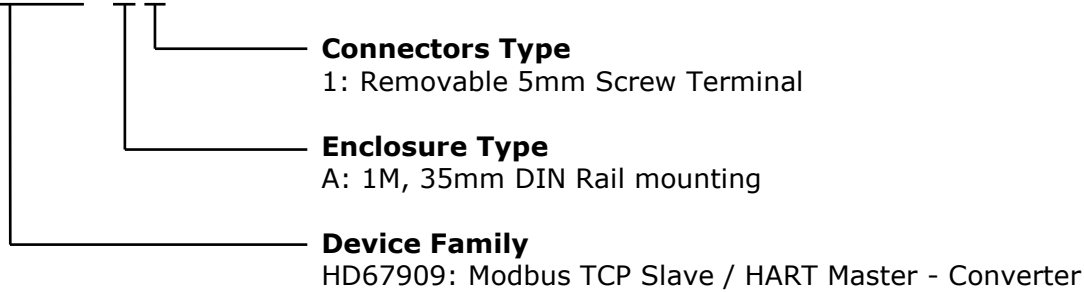 Connectors Type
1: Removable 5mm Screw Terminal
Enclosure Type
A: 1M, 35mm DIN Rail mounting
Device Family
HD67909: Modbus TCP Slave / HART Master - Converter